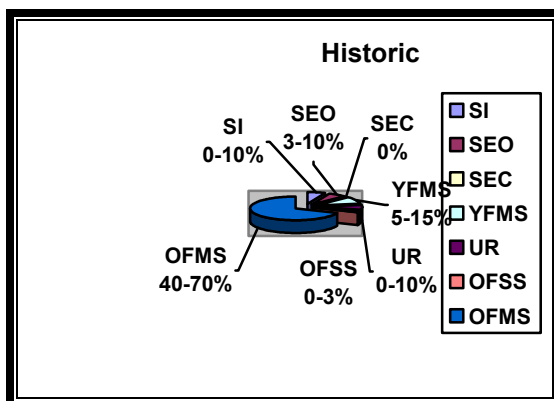 Historic
SI
0-10%
SEO
3-10%
SEC
0%
YFMS
5-15%
UR
0-10%
OFSS
0-3%
OFMS
40-70%
SI
SEO
SEC
YFMS
UR
OFSS
OFMS